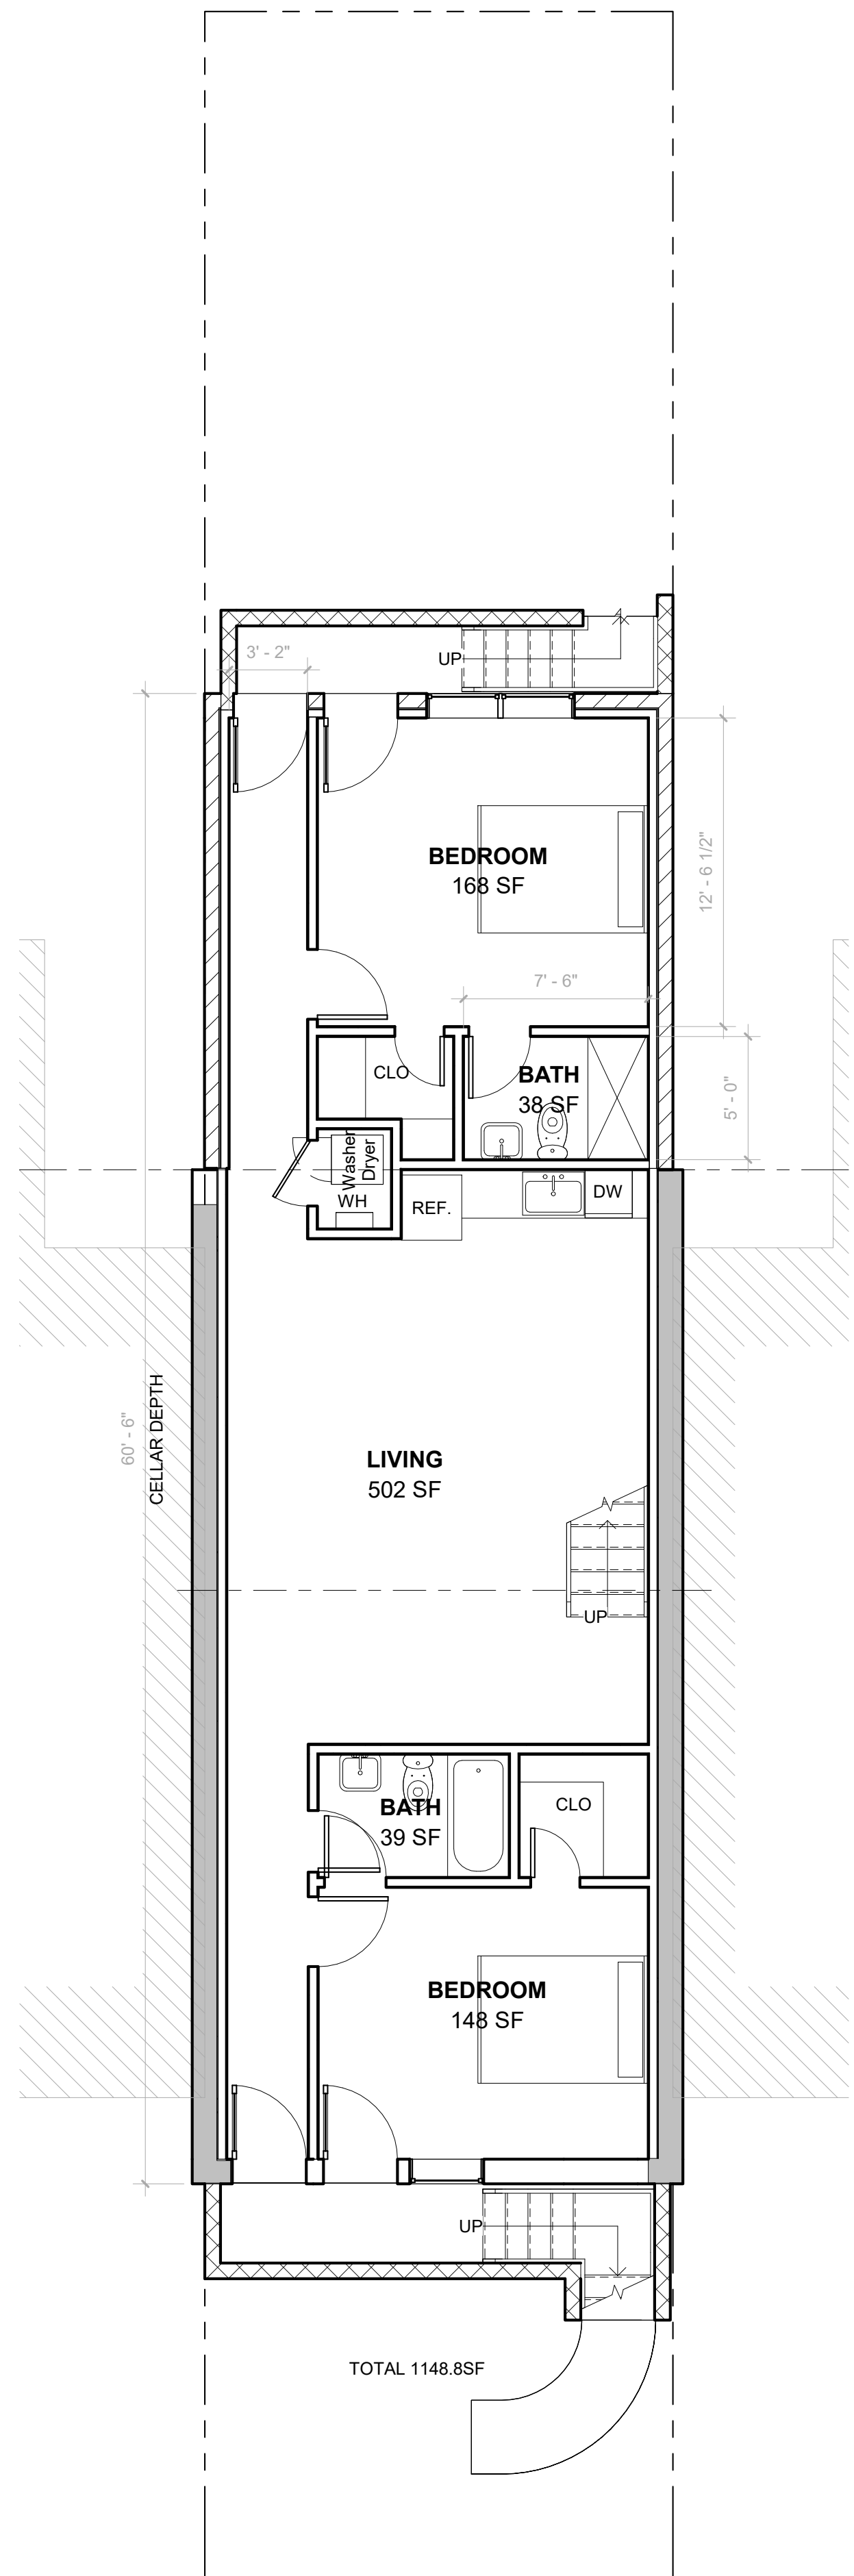 3' - 2"
UP
BEDROOM
168 SF
12' - 6 1/2"
7' - 6"
CLO
BATH
38 SF
5' - 0"
Washer
Dryer
WH
REF.
DW
60' - 6"
CELLAR DEPTH
LIVING
502 SF
UP
BATH
39 SF
CLO
BEDROOM
148 SF
UP
TOTAL 1148.8SF